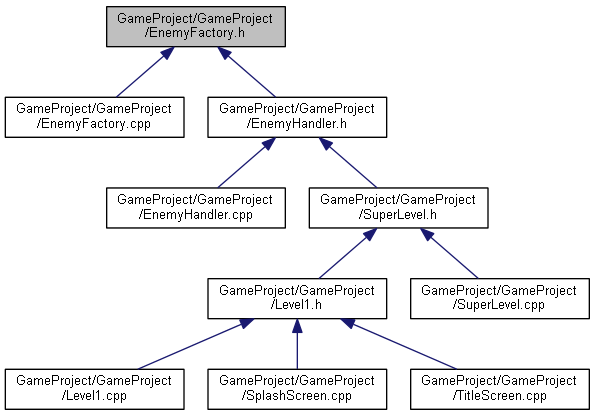 GameProject/GameProject
/EnemyFactory.h
GameProject/GameProject
/EnemyFactory.cpp
GameProject/GameProject
/EnemyHandler.h
GameProject/GameProject
/EnemyHandler.cpp
GameProject/GameProject
/SuperLevel.h
GameProject/GameProject
/Level1.h
GameProject/GameProject
/SuperLevel.cpp
GameProject/GameProject
/Level1.cpp
GameProject/GameProject
/SplashScreen.cpp
GameProject/GameProject
/TitleScreen.cpp